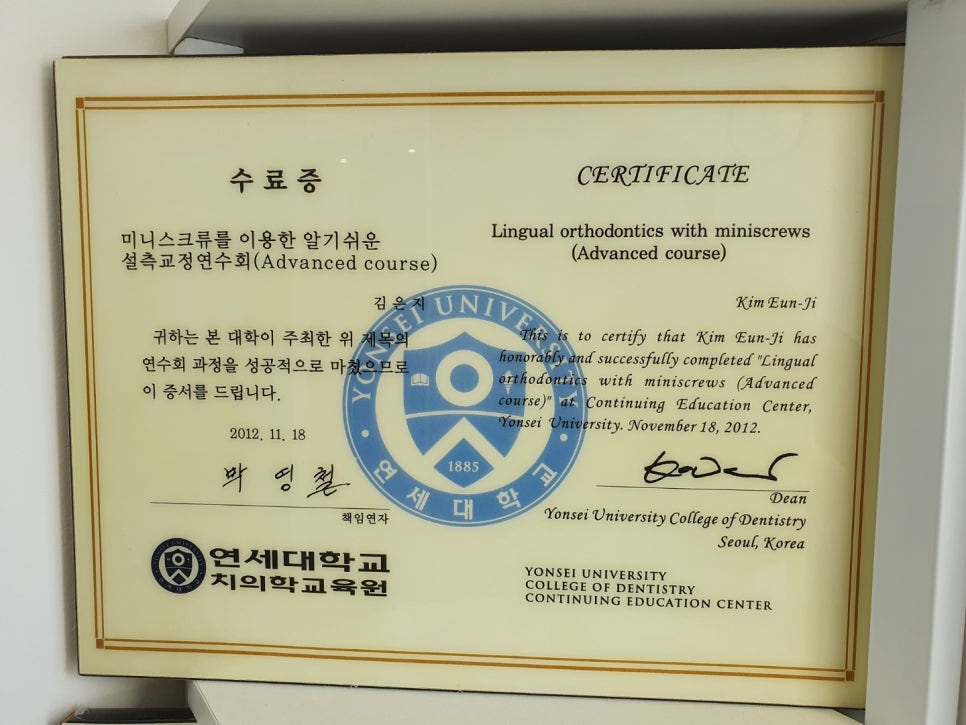 수료증
미니스크류를 이용한 알기쉬운
설측교정연수회(Advanced course)
김은지
귀하는 본 대학이 주최한 위 제목의
연수회 과정을 성공적으로 마쳤으므로
이 증서를 드립니다.
2012. 11. 18
박영철
책임연자
연세대학교
치의학교육원
CERTIFICATE
Lingual orthodontics with miniscrews
(Advanced course)
Kim Eun-Ji
This is to certify that Kim Eun-Ji has
honorably and successfully completed "Lingual
orthodontics with miniscrews (Advanced
course)" at Continuing Education Center,
Yonsei University. November 18, 2012.
Dean
Yonsei University College of Dentistry
Seoul, Korea
YONSEI UNIVERSITY
COLLEGE OF DENTISTRY
CONTINUING EDUCATION CENTER
YONSEI UNIVERSITY
1885
연세대학교